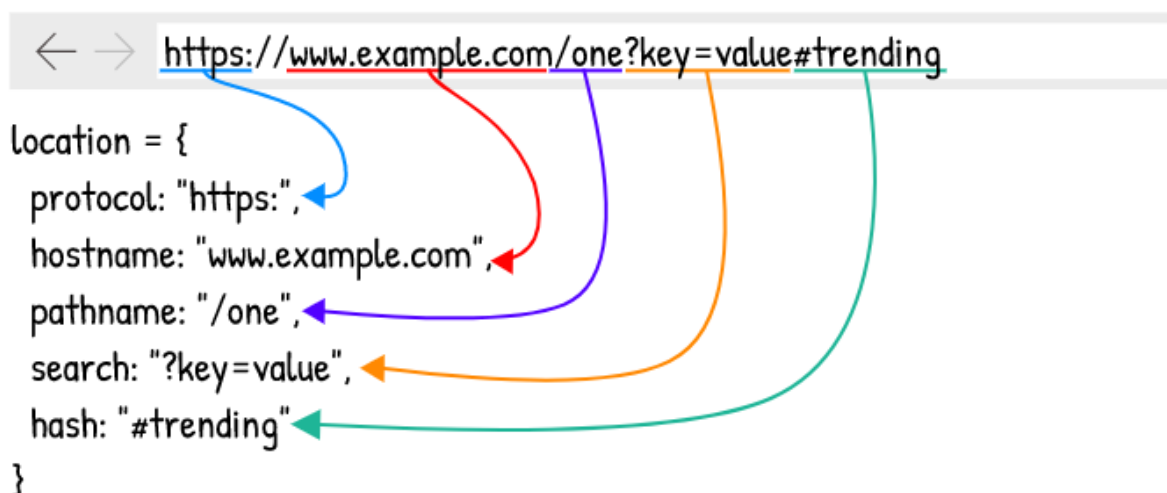 https://www.example.com/one?key=value#trending
location = {
protocol: "https:",
hostname: "www.example.com",
pathname: "/one",
search: "?key=value",
hash: "#trending"
}